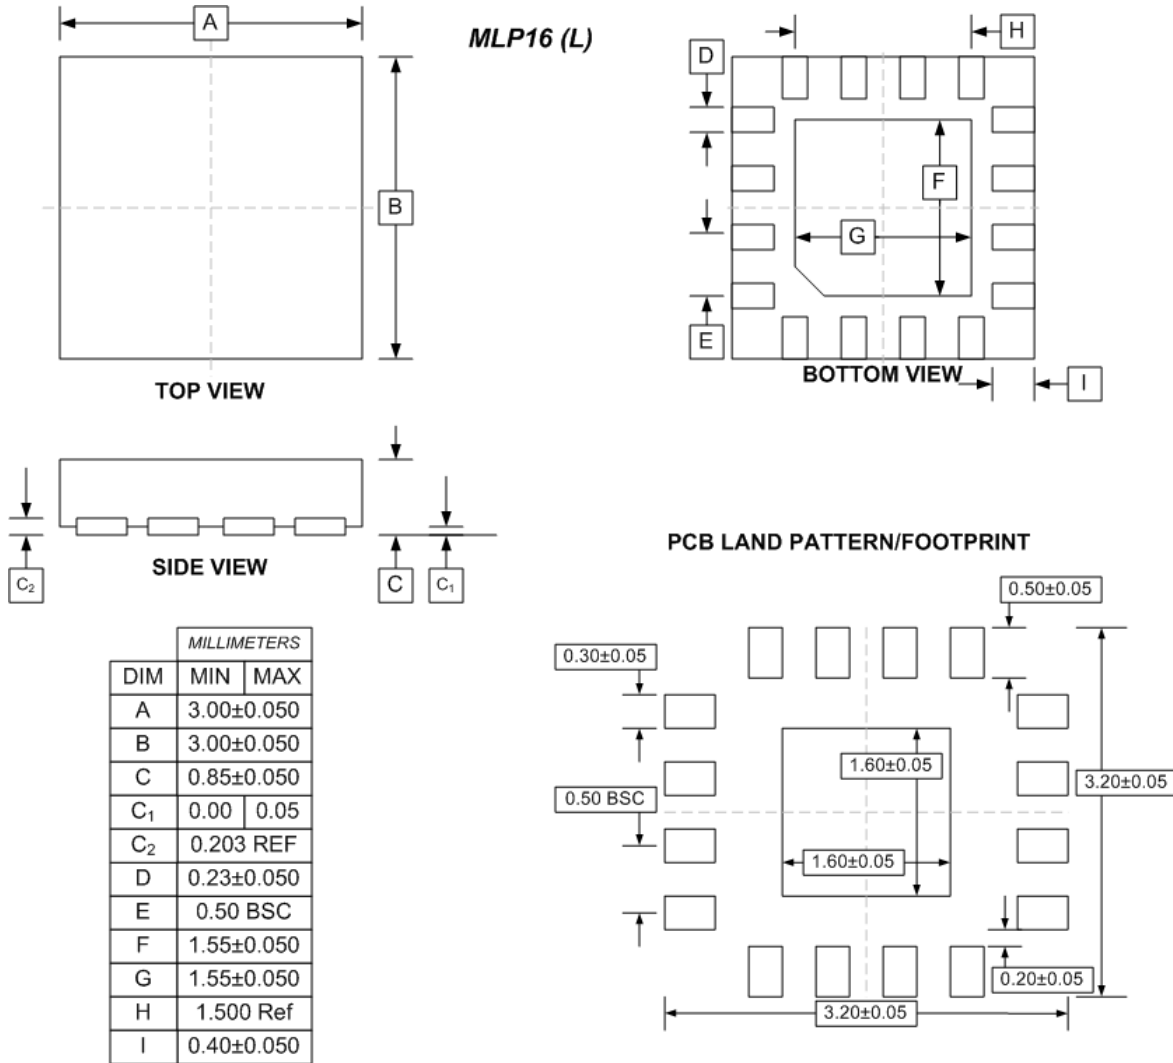 A
MLP16 (L)
H
D
B
F
G
E
TOP VIEW
BOTTOM VIEW
I
C₂
SIDE VIEW
C
C₁
PCB LAND PATTERN/FOOTPRINT
MILLIMETERS
DIM MIN MAX
A 3.00±0.050
B 3.00±0.050
C 0.85±0.050
C₁ 0.00 0.05
C₂ 0.203 REF
D 0.23±0.050
E 0.50 BSC
F 1.55±0.050
G 1.55±0.050
H 1.500 Ref
I 0.40±0.050
0.50±0.05
0.30±0.05
1.60±0.05
3.20±0.05
0.50 BSC
1.60±0.05
0.20±0.05
3.20±0.05